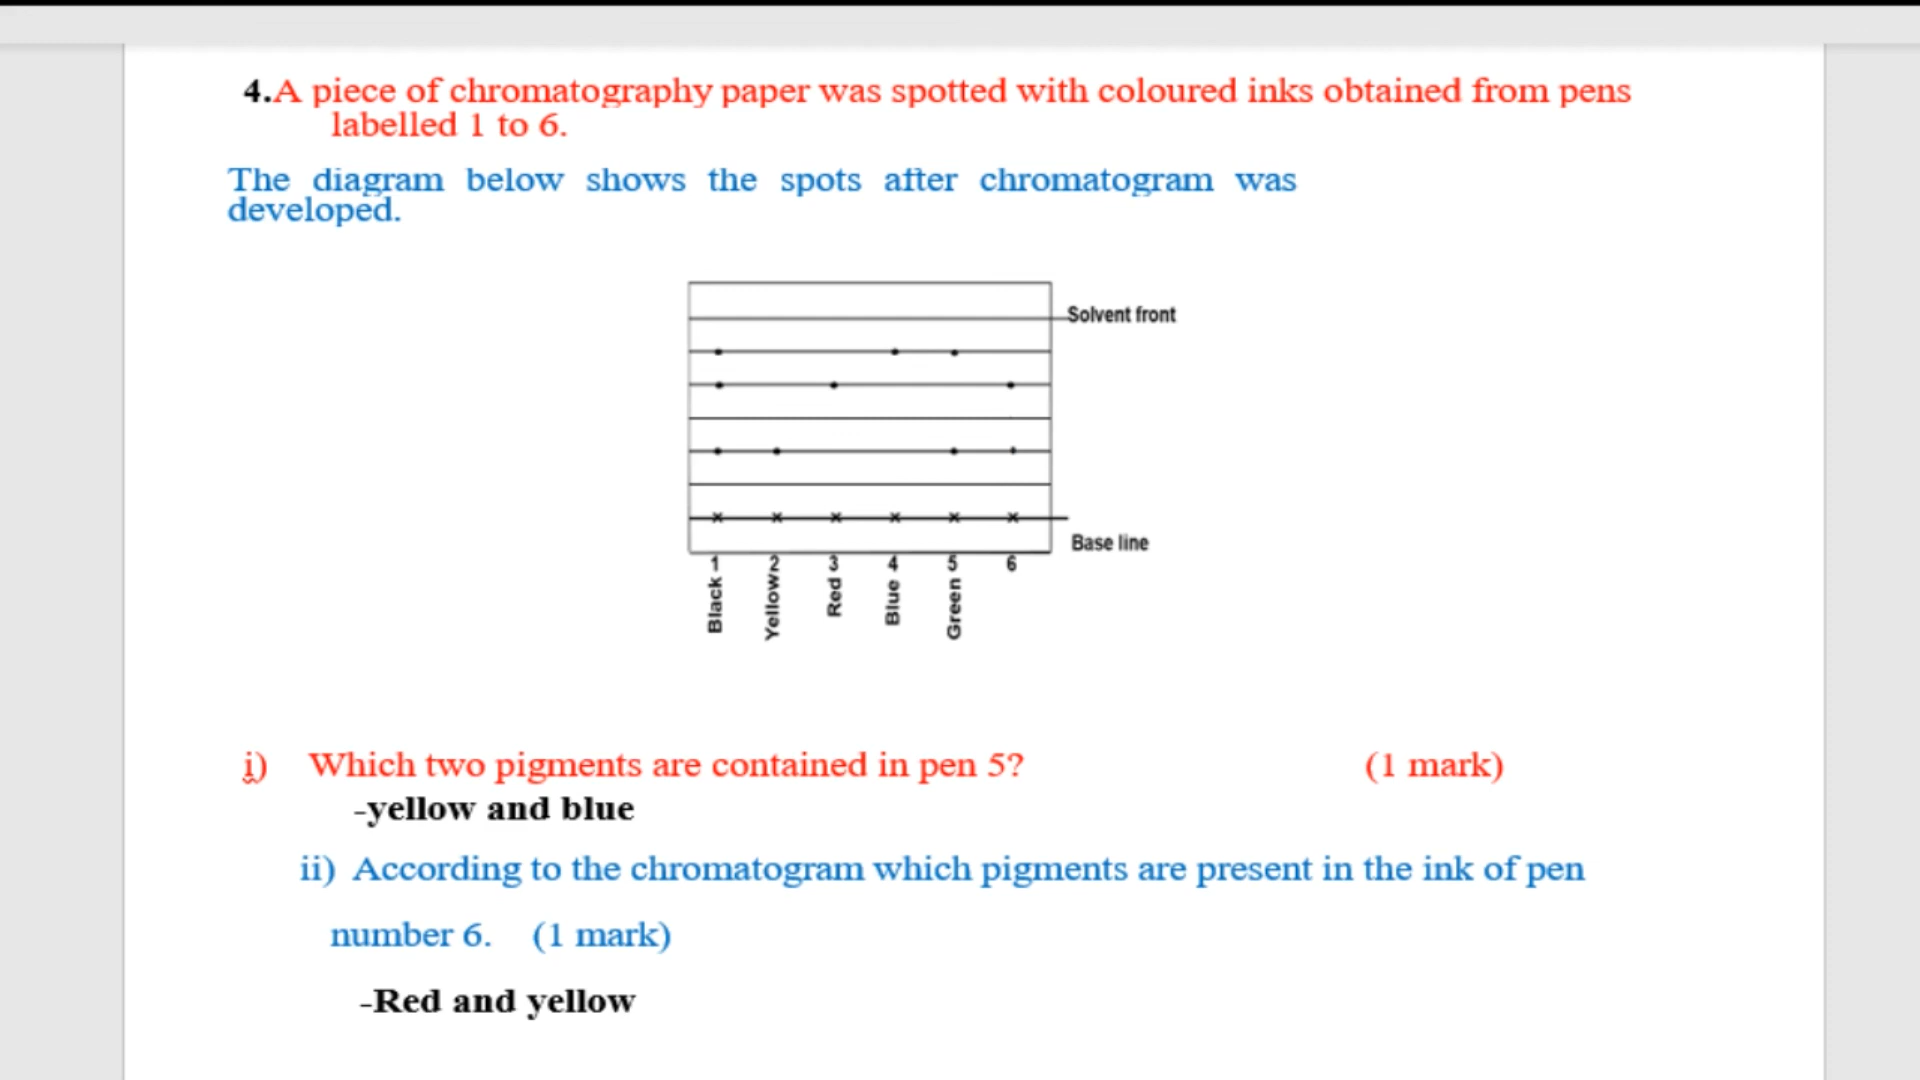 4.A piece of chromatography paper was spotted with coloured inks obtained from pens
labelled 1 to 6.
The diagram below shows the spots after chromatogram was
developed.
Solvent front
Base line
1 2 3 4 5 6
Black Yellow Red Blue Green
i) Which two pigments are contained in pen 5? (1 mark)
-yellow and blue
ii) According to the chromatogram which pigments are present in the ink of pen
number 6. (1 mark)
-Red and yellow